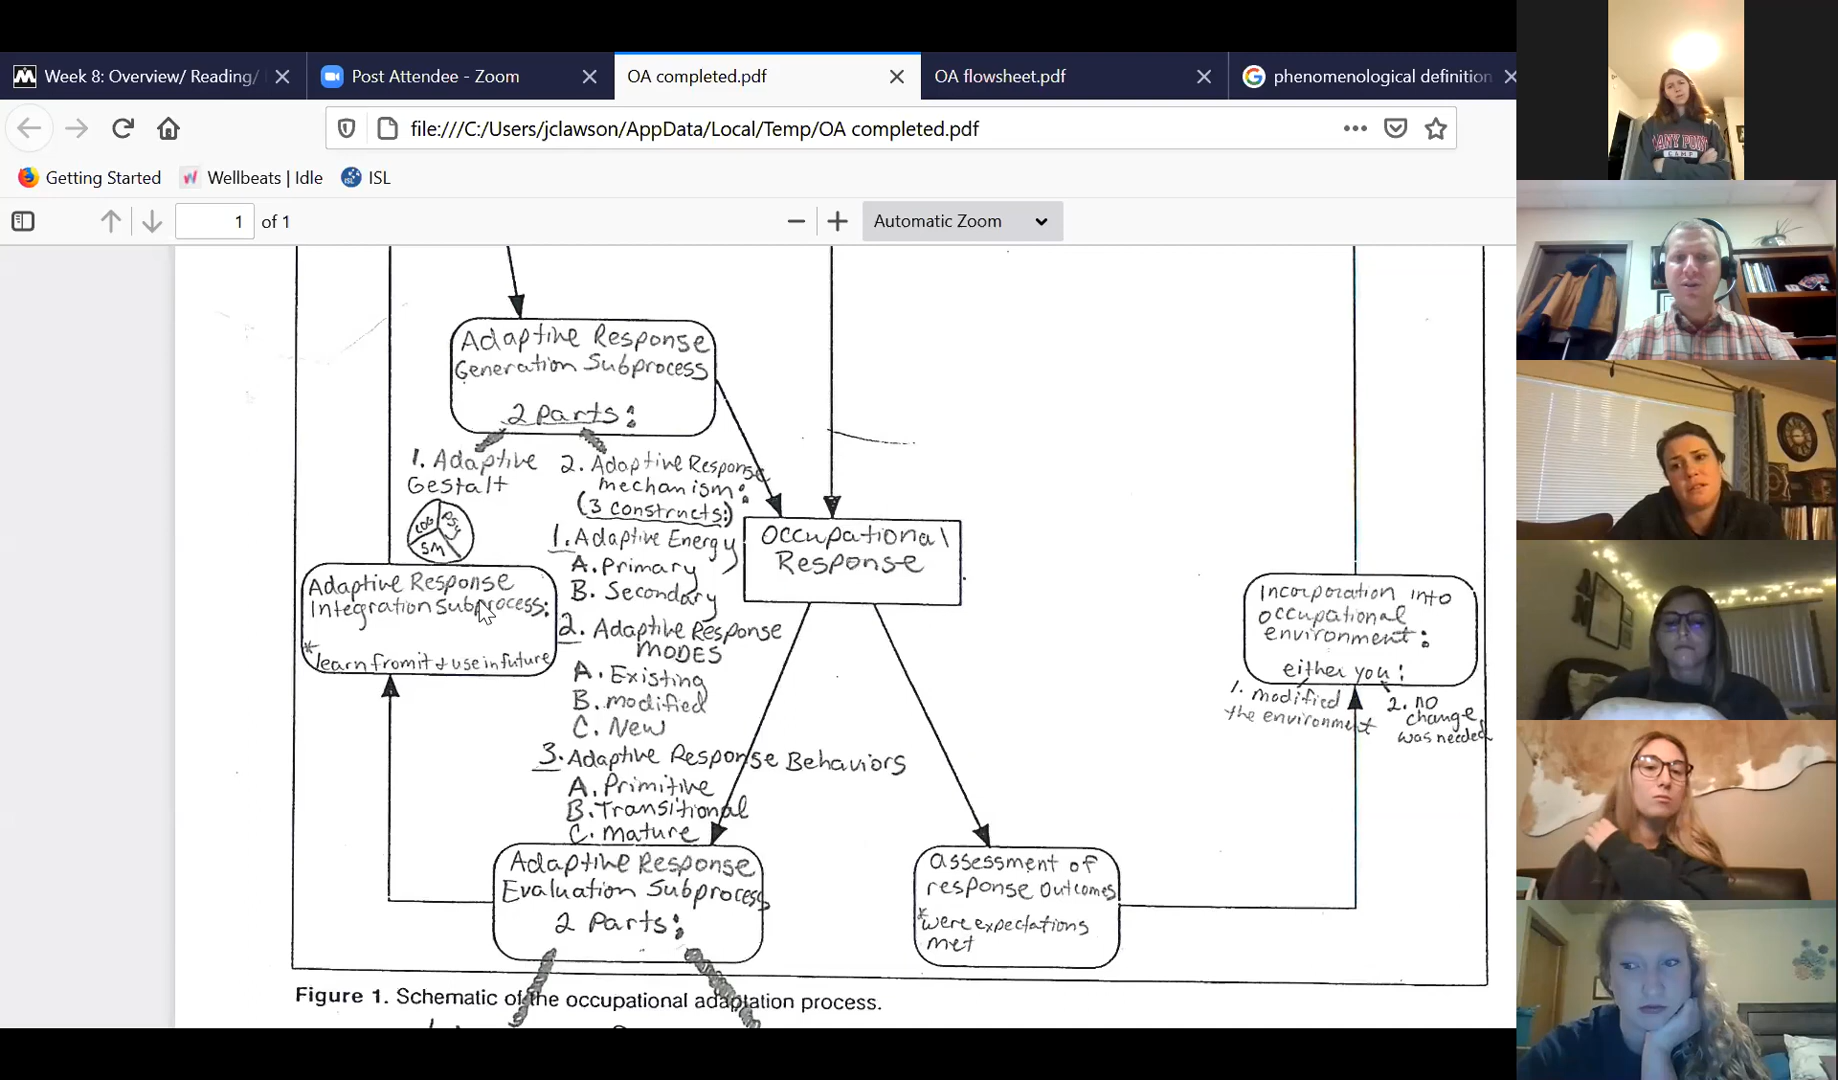 Week 8: Overview/ Reading/
Post Attendee - Zoom
OA completed.pdf
OA flowsheet.pdf
phenomenological definition
file:///C:/Users/jclawson/AppData/Local/Temp/OA completed.pdf
Getting Started
Wellbeats | Idle
ISL
1 of 1
Automatic Zoom
Adaptive Response
Generation Subprocess
2 Parts:
1. Adaptive
Gestalt
COG
PSY
SM
2. Adaptive Response
mechanism:
(3 constructs:)
1. Adaptive Energy
A. Primary
B. Secondary
2. Adaptive Response
MODES
A. Existing
B. modified
C. New
3. Adaptive Response Behaviors
A. Primitive
B. Transitional
C. Mature
Occupational
Response
Adaptive Response
Integration Subprocess:
*learn from it + use in future
Incorporation into
occupational
environment:
either you:
1. modified
the environment
2. no
change
was needed
Adaptive Response
Evaluation Subprocess
2 Parts:
Assessment of
response outcomes
*were expectations
met
Figure 1. Schematic of the occupational adaptation process.
MANY POINT
CAMP